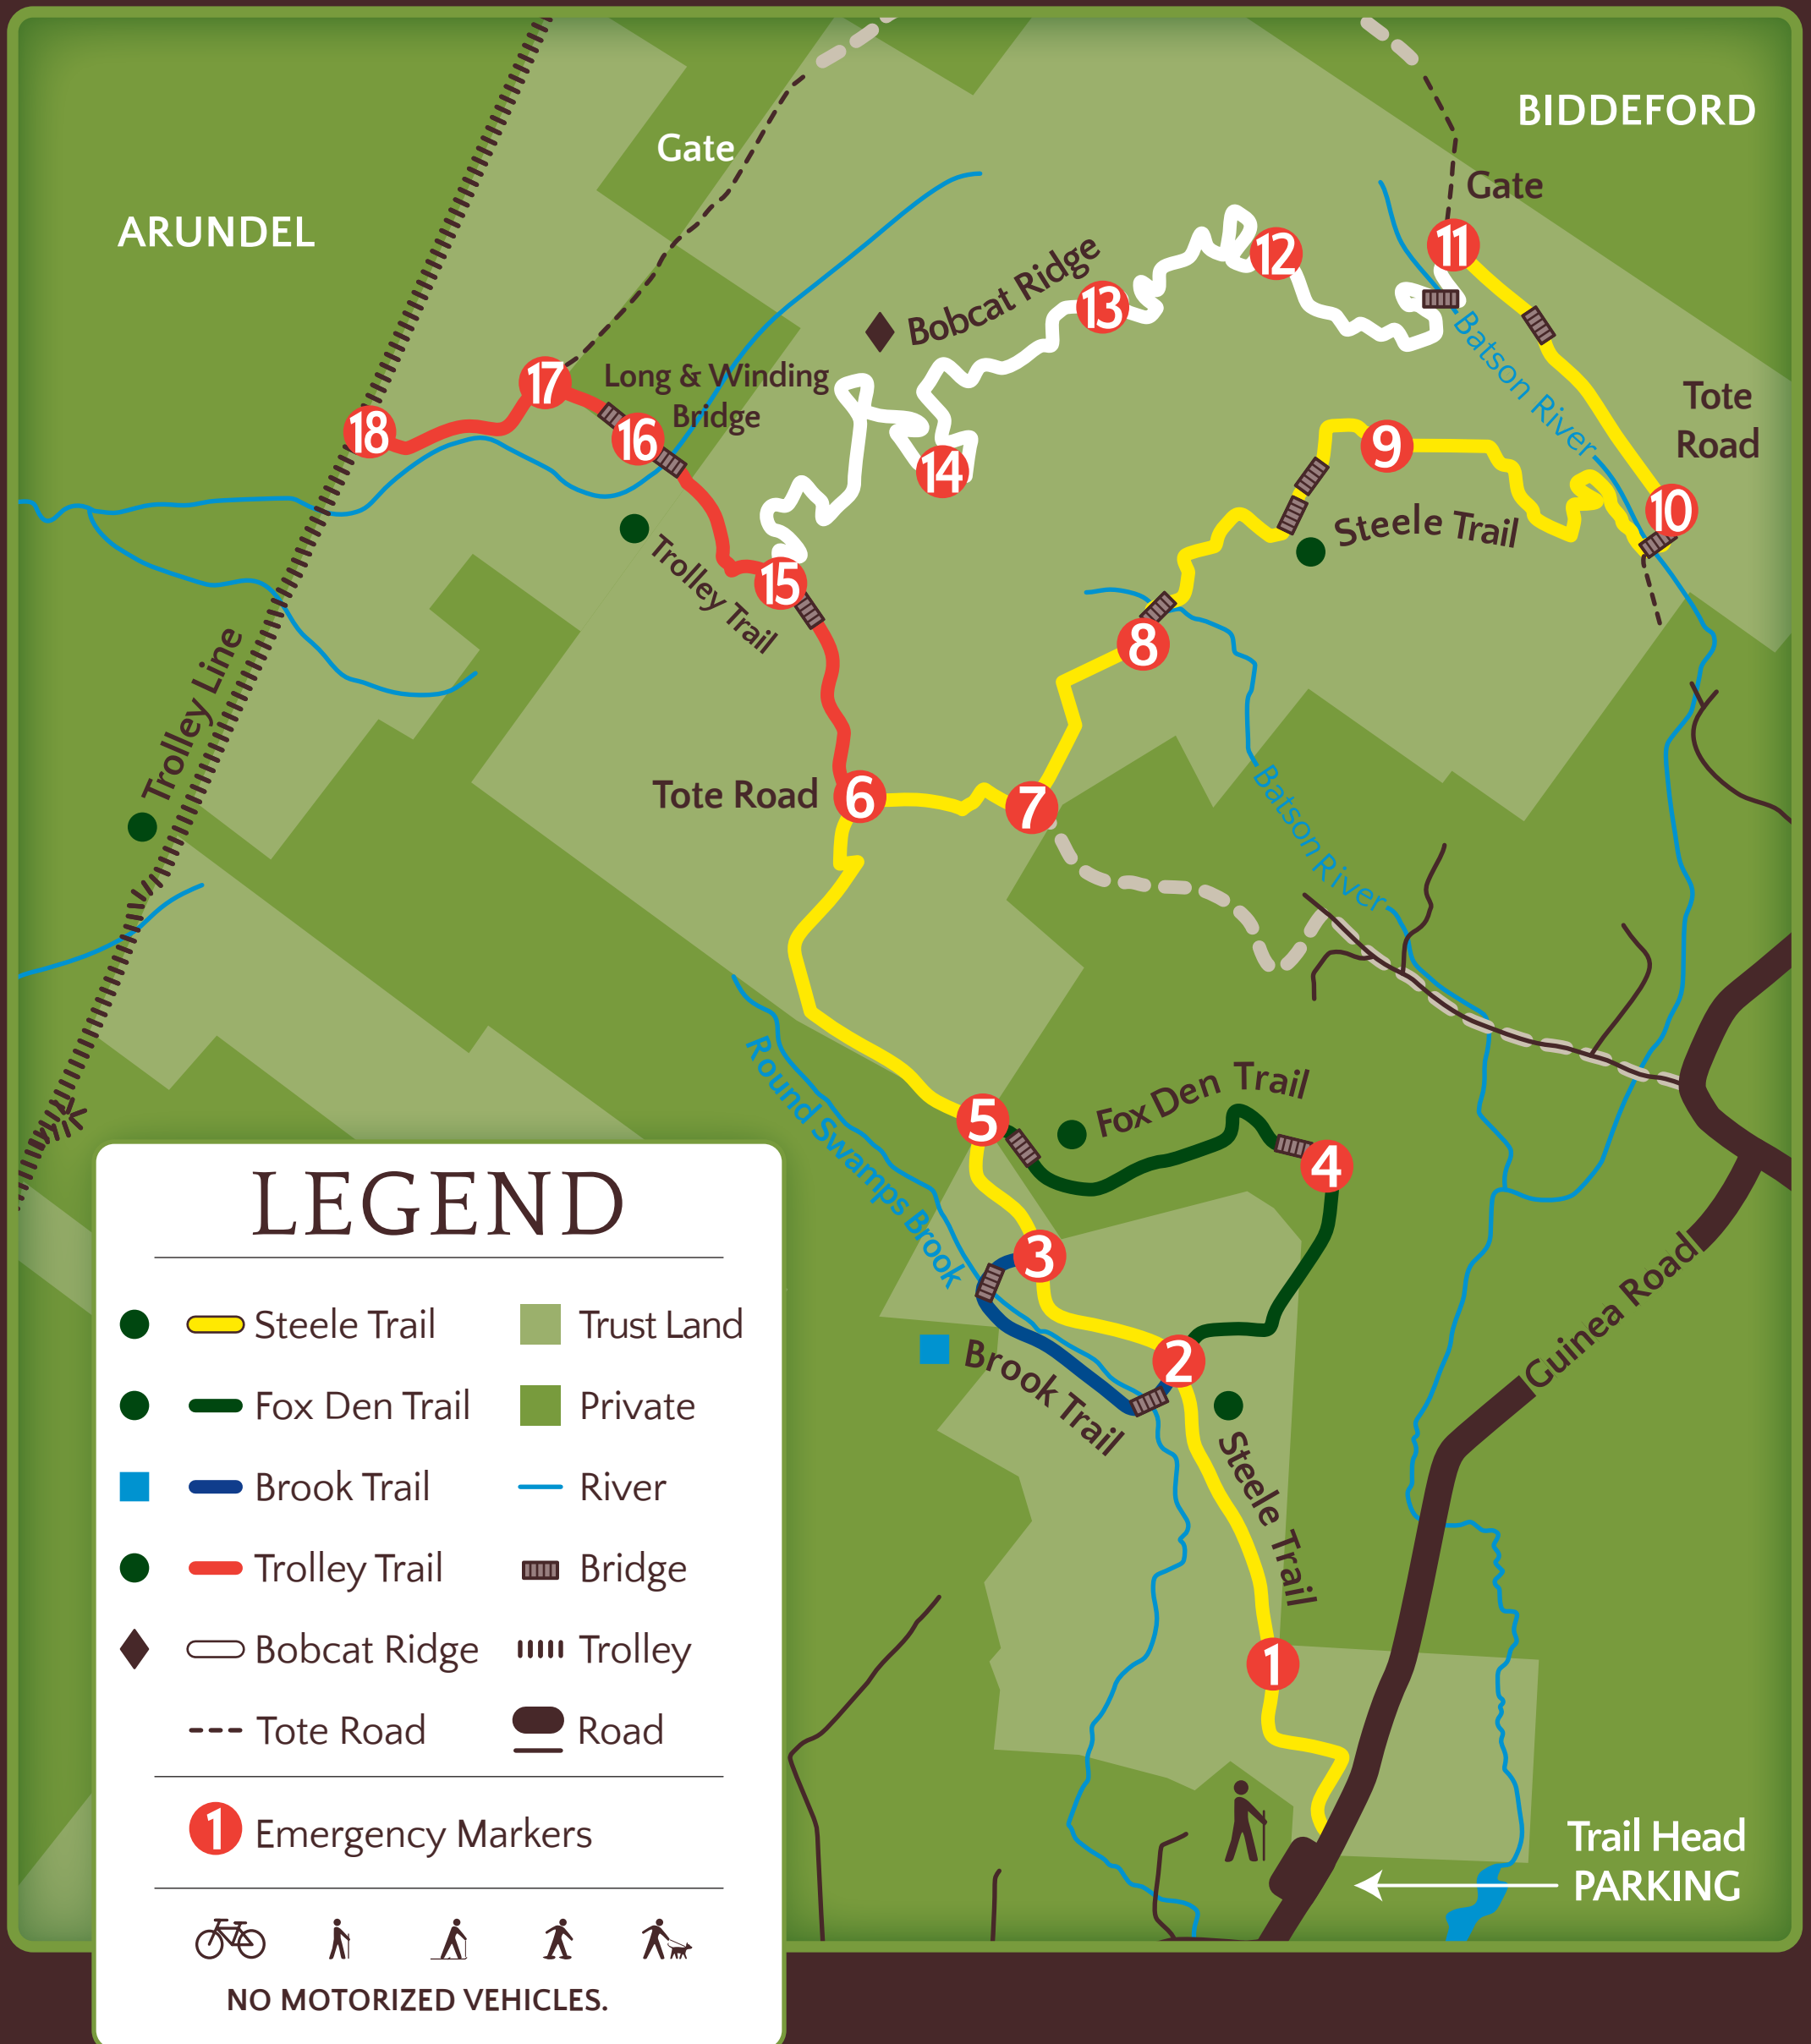 BIDDEFORD
Gate
Gate
ARUNDEL
11
12
Bobcat Ridge
13
Batson River
17
Long & Winding
Bridge
Tote
Road
18
16
9
14
10
Steele Trail
Trolley Trail
15
8
Trolley Line
Tote Road
6
7
Batson River
Round Swamps Brook
5
Fox Den Trail
4
3
Guinea Road
2
Brook Trail
Steele Trail
1
Trail Head
PARKING
LEGEND
Steele Trail
Trust Land
Fox Den Trail
Private
Brook Trail
River
Trolley Trail
Bridge
Bobcat Ridge
Trolley
Tote Road
Road
1 Emergency Markers
NO MOTORIZED VEHICLES.